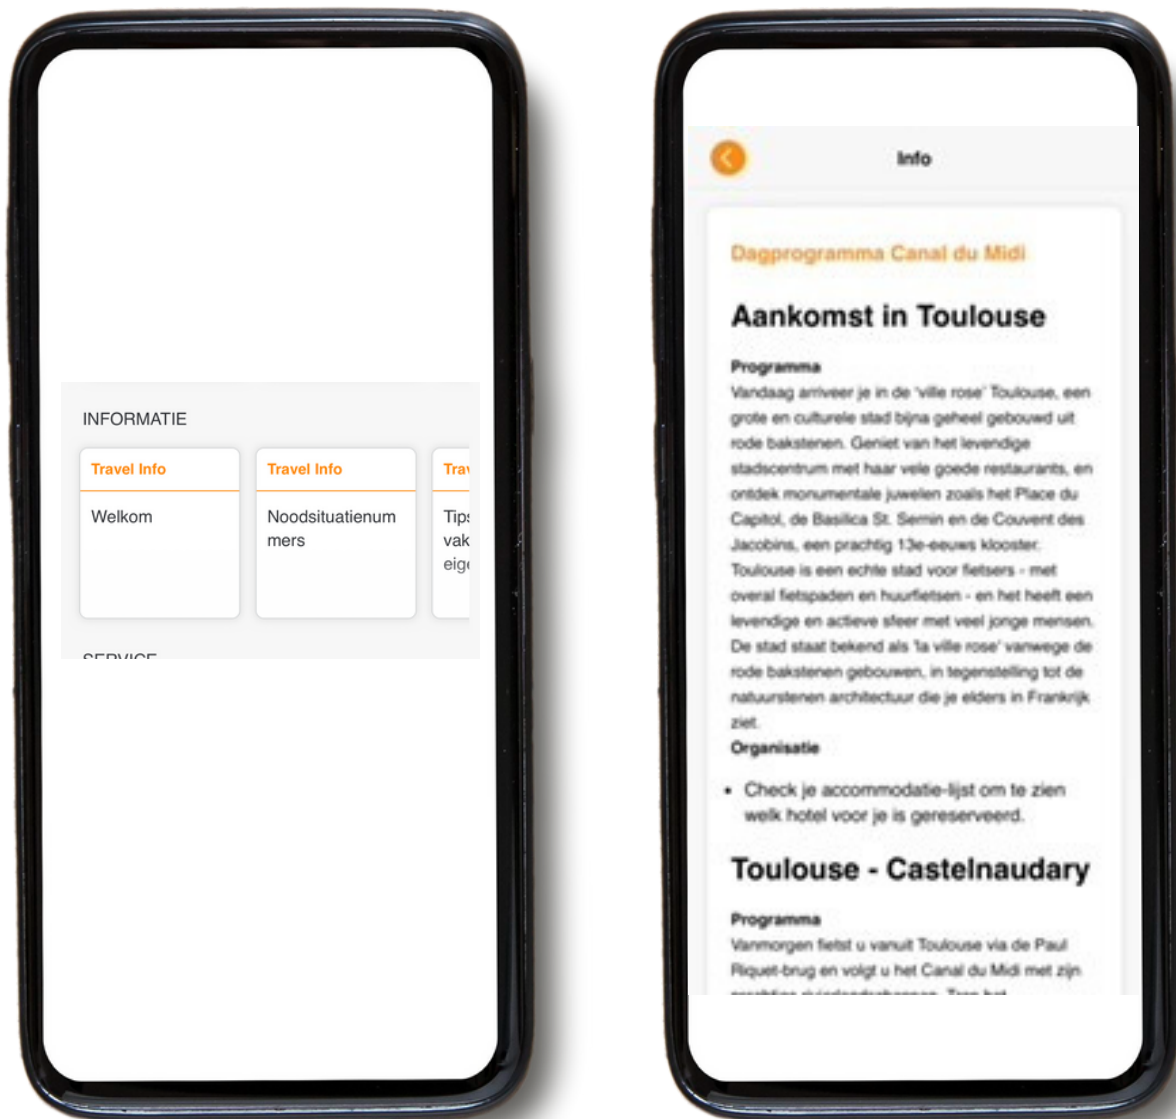 INFORMATIE
Travel Info
Welkom
Travel Info
Noodsituatienum
mers
Trav
Tips
vak
eige
SERVICE
Info
Dagprogramma Canal du Midi
Aankomst in Toulouse
Programma
Vandaag arriveer je in de 'ville rose' Toulouse, een
grote en culturele stad bijna geheel gebouwd uit
rode bakstenen. Geniet van het levendige
stadscentrum met haar vele goede restaurants, en
ontdek monumentale juwelen zoals het Place du
Capitol, de Basilica St. Sernin en de Couvent des
Jacobins, een prachtig 13e-eeuws klooster.
Toulouse is een echte stad voor fietsers - met
overal fietspaden en huurfietsen - en het heeft een
levendige en actieve sfeer met veel jonge mensen.
De stad staat bekend als 'la ville rose' vanwege de
rode bakstenen gebouwen, in tegenstelling tot de
natuurstenen architectuur die je elders in Frankrijk
ziet.
Organisatie
• Check je accommodatie-lijst om te zien
welk hotel voor je is gereserveerd.
Toulouse - Castelnaudary
Programma
Vanmorgen fietst u vanuit Toulouse via de Paul
Riquet-brug en volgt u het Canal du Midi met zijn